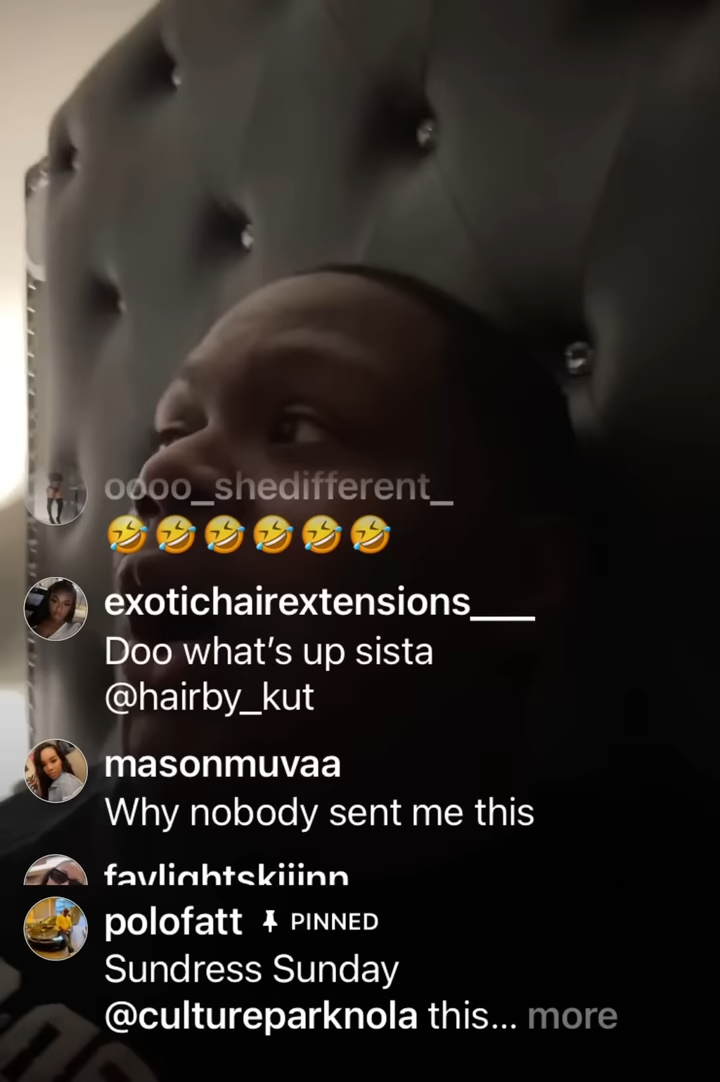 oooo_shedifferent_
🤣🤣🤣🤣🤣🤣
exotichairextensions___
Doo what’s up sista
@hairby_kut
masonmuvaa
Why nobody sent me this
favlightskiiinn
polofatt PINNED
Sundress Sunday
@cultureparknola this... more